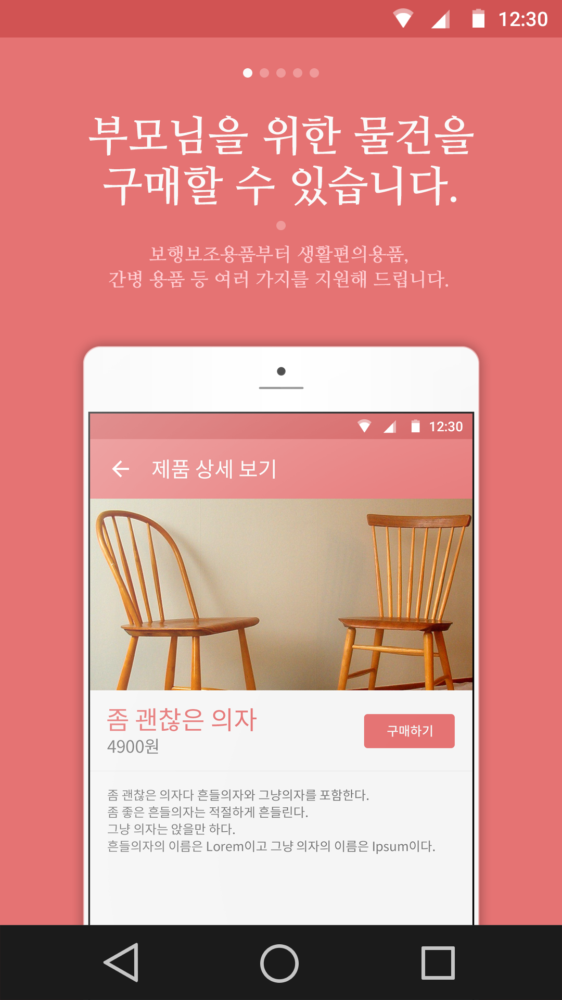 12:30
부모님을 위한 물건을
구매할 수 있습니다.
보행보조용품부터 생활편의용품,
간병 용품 등 여러 가지를 지원해 드립니다.
12:30
제품 상세 보기
좀 괜찮은 의자
4900원
구매하기
좀 괜찮은 의자다 흔들의자와 그냥의자를 포함한다.
좀 좋은 흔들의자는 적절하게 흔들린다.
그냥 의자는 앉을만 하다.
흔들의자의 이름은 Lorem이고 그냥 의자의 이름은 Ipsum이다.